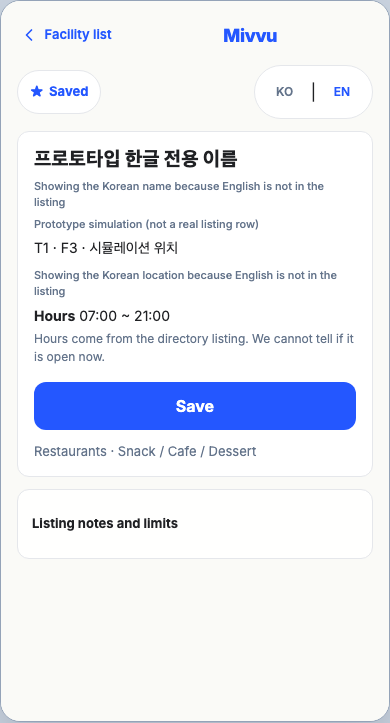 Facility list
Mivvu
Saved
KO | EN
프로토타입 한글 전용 이름
Showing the Korean name because English is not in the
listing
Prototype simulation (not a real listing row)
T1 · F3 · 시뮬레이션 위치
Showing the Korean location because English is not in the
listing
Hours 07:00 ~ 21:00
Hours come from the directory listing. We cannot tell if it
is open now.
Save
Restaurants · Snack / Cafe / Dessert
Listing notes and limits